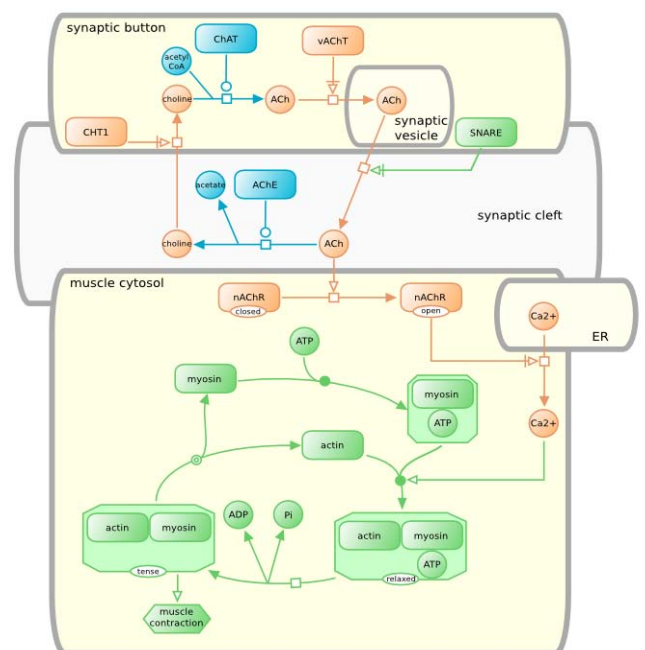 synaptic button
ChAT
vAChT
acetyl
CoA
choline
ACh
ACh
synaptic
vesicle
CHT1
SNARE
acetate
AChE
synaptic cleft
choline
ACh
muscle cytosol
nAChR
closed
nAChR
open
Ca2+
ER
ATP
myosin
myosin
ATP
Ca2+
actin
ADP
Pi
actin
myosin
tense
actin
myosin
ATP
relaxed
muscle
contraction